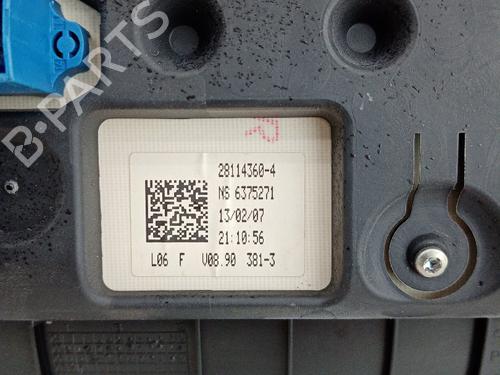 B-PARTS
28114360-4
NS 6375271
13/02/07
21:10:56
L06 F V08.90 381-3